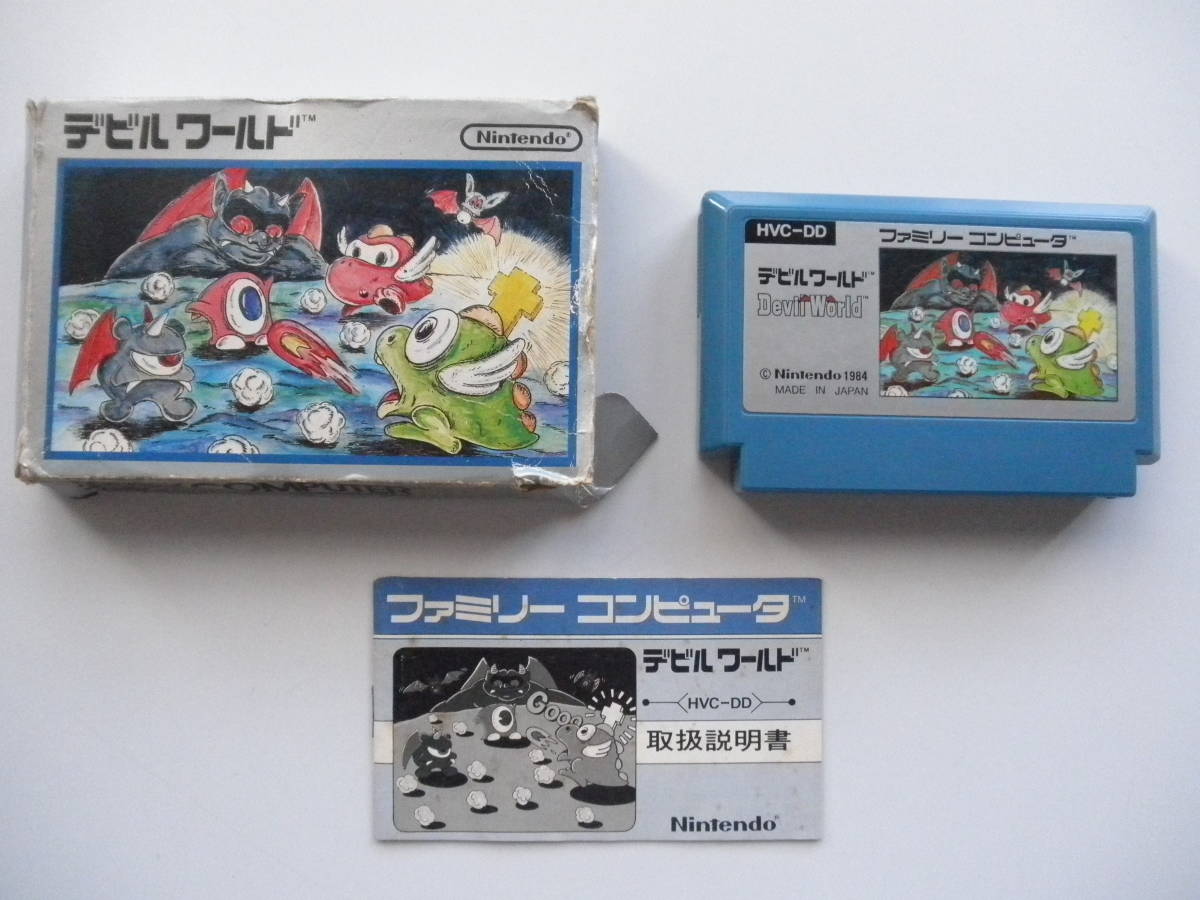 デビル ワールド™
Nintendo®
COMPUTER
HVC-DD
ファミリー コンピュータ™
デビル ワールド™
Devil World™
© Nintendo 1984
MADE IN JAPAN
ファミリー コンピュータ™
デビル ワールド™
HVC-DD
取扱説明書
Gooo
Nintendo®